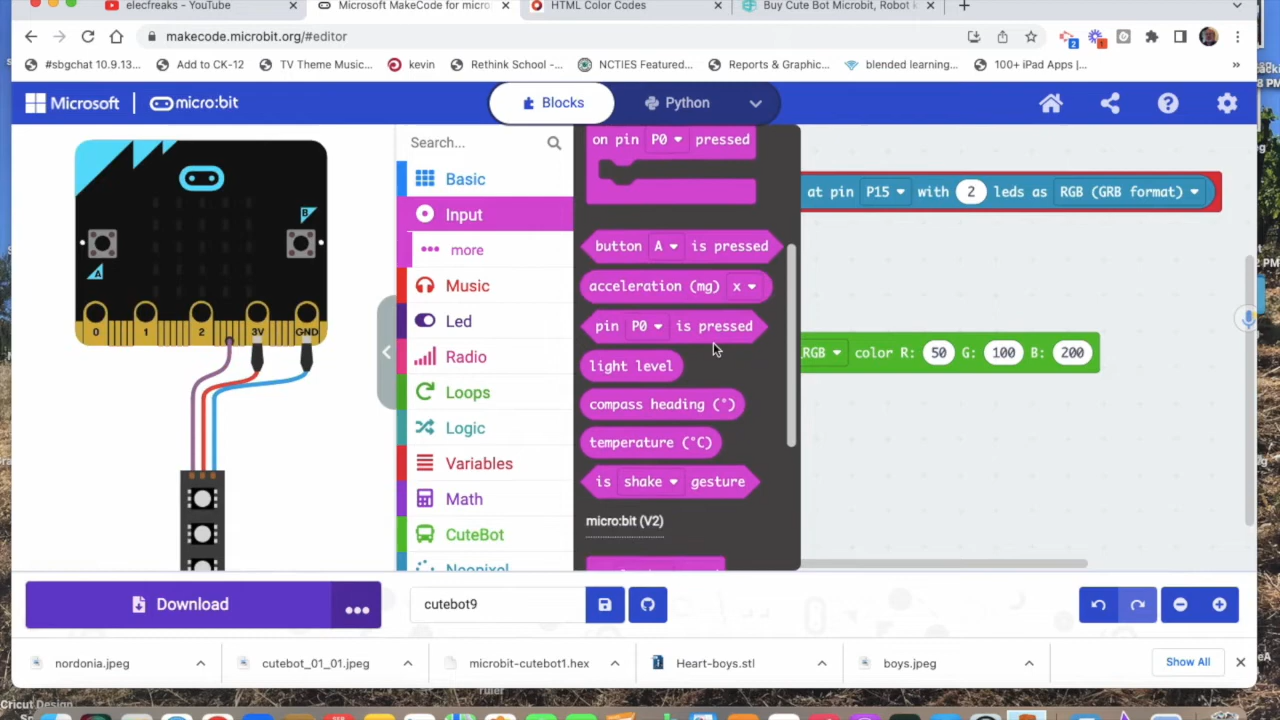 elecfreaks - YouTube
Microsoft MakeCode for micro
HTML Color Codes
Buy Cute Bot Microbit, Robot k
makecode.microbit.org/#editor
2
1
#sbgchat 10.9.13...
Add to CK-12
TV Theme Music...
kevin
Rethink School -...
NCTIES Featured...
Reports & Graphic...
blended learning...
100+ iPad Apps |...
»
Microsoft
micro:bit
Blocks
Python
Search...
Basic
Input
more
Music
Led
Radio
Loops
Logic
Variables
Math
CuteBot
Neopixel
on pin P0 pressed
button A is pressed
acceleration (mg) x
pin P0 is pressed
light level
compass heading (°)
temperature (°C)
is shake gesture
micro:bit (V2)
at pin P15 with 2 leds as RGB (GRB format)
RGB color R: 50 G: 100 B: 200
B
A
0 1 2 3V GND
Download
cutebot9
nordonia.jpeg
cutebot_01_01.jpeg
microbit-cutebot1.hex
Heart-boys.stl
boys.jpeg
Show All
ruler
Cricut Design